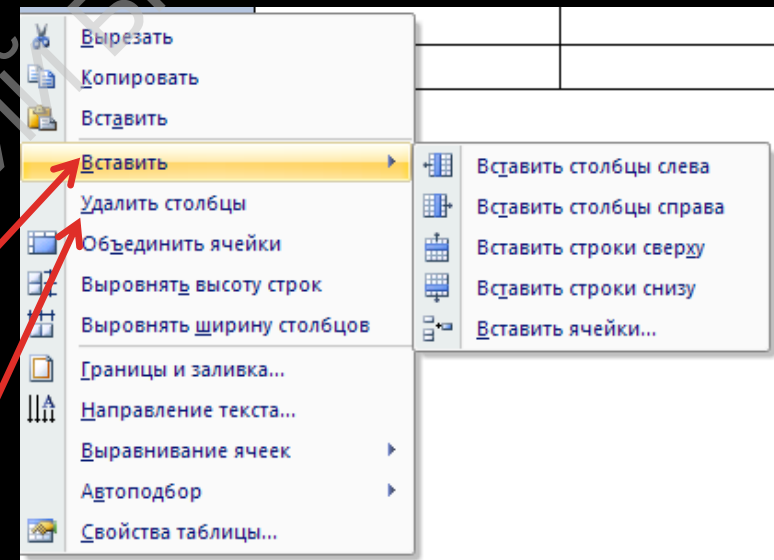 Вырезать
Копировать
Вставить
Вставить
Удалить столбцы
Объединить ячейки
Выровнять высоту строк
Выровнять ширину столбцов
Границы и заливка...
Направление текста...
Выравнивание ячеек
Автоподбор
Свойства таблицы...
Вставить столбцы слева
Вставить столбцы справа
Вставить строки сверху
Вставить строки снизу
Вставить ячейки...